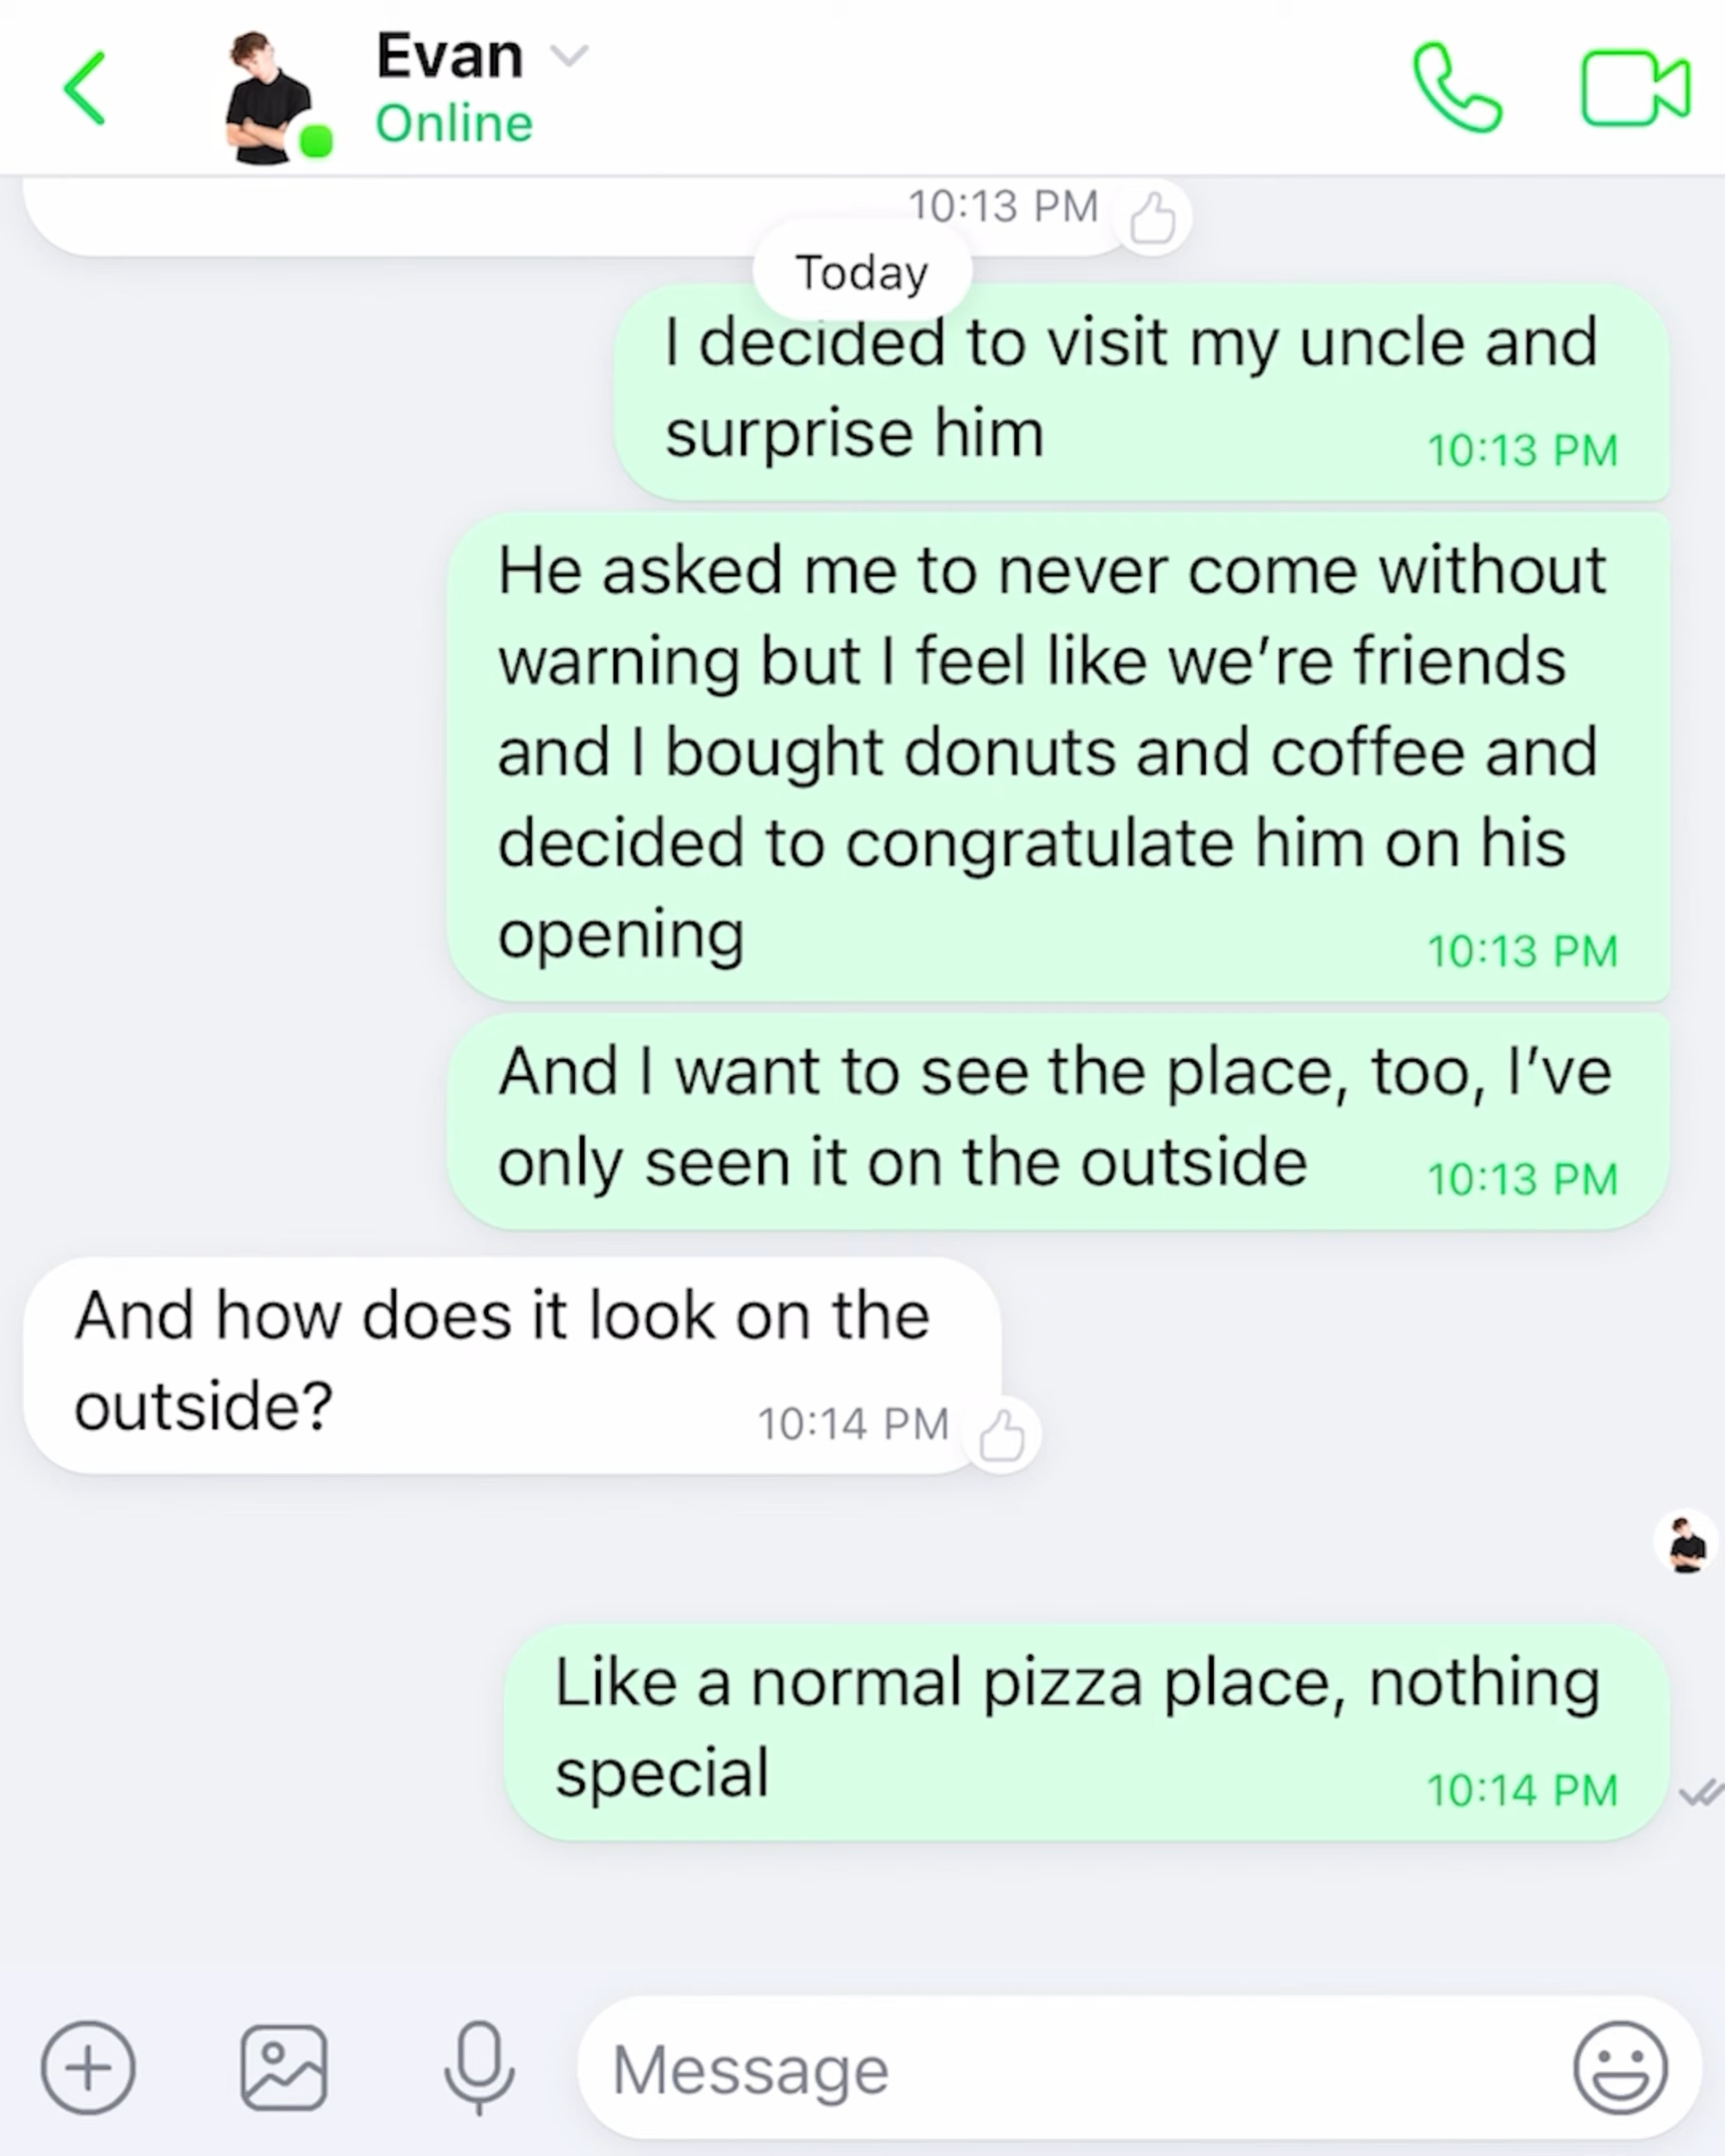 Evan
Online
10:13 PM
Today
I decided to visit my uncle and
surprise him
10:13 PM
He asked me to never come without
warning but I feel like we’re friends
and I bought donuts and coffee and
decided to congratulate him on his
opening
10:13 PM
And I want to see the place, too, I’ve
only seen it on the outside
10:13 PM
And how does it look on the
outside?
10:14 PM
Like a normal pizza place, nothing
special
10:14 PM
Message